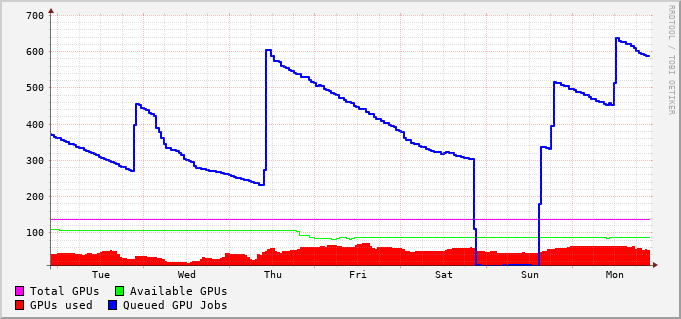 700
600
500
400
300
200
100
Tue Wed Thu Fri Sat Sun Mon
Total GPUs Available GPUs
GPUs used Queued GPU Jobs
RRDTOOL / TOBI OETIKER